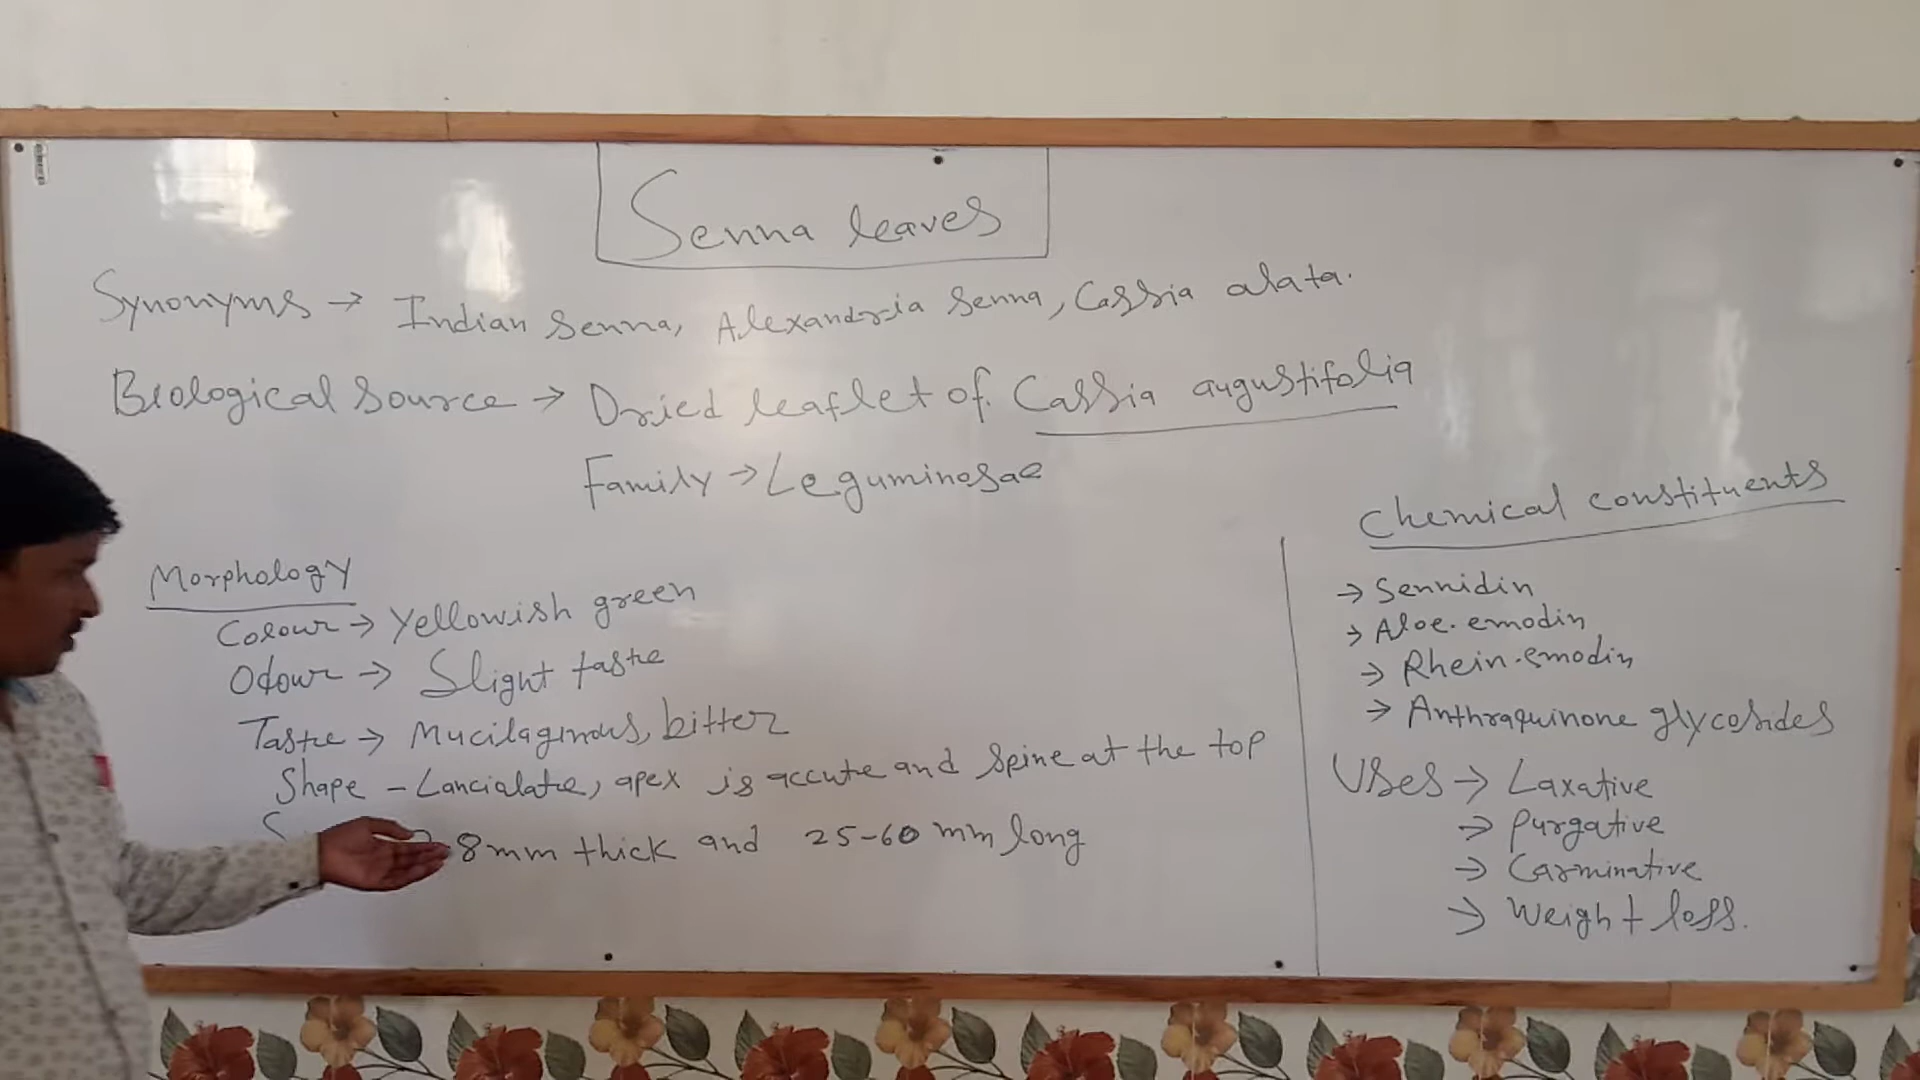 Senna leaves
Synonyms → Indian Senna, Alexandria Senna, Cassia alata.
Biological Source → Dried leaflet of Cassia augustifolia
Family → Leguminosae
Morphology
Colour → Yellowish green
Odour → Slight taste
Taste → Mucilaginous, bitter
Shape - Lancialate, apex is accute and Spine at the top
8mm thick and 25-60 mm long
Chemical constituents
→ Sennidin
→ Aloe-emodin
→ Rhein-emodin
→ Anthraquinone glycosides
Uses → Laxative
→ Purgative
→ Carminative
→ Weight loss.